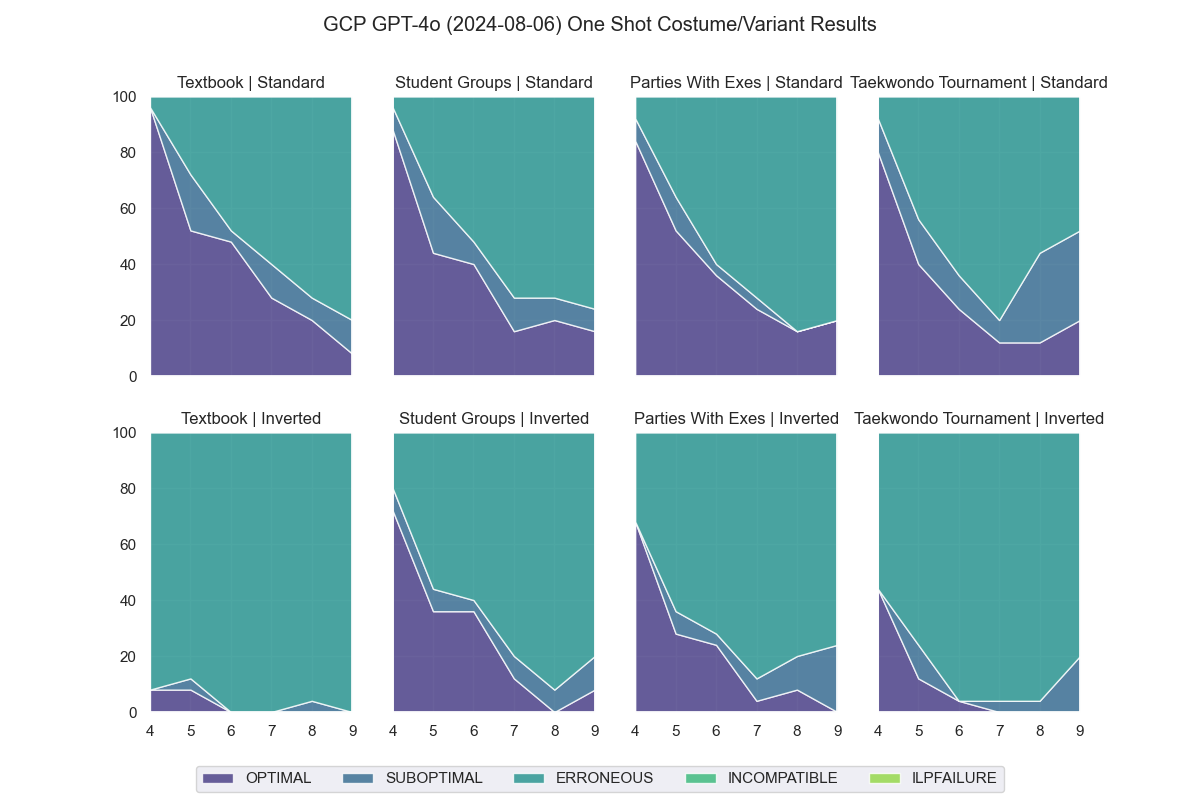 GCP GPT-4o (2024-08-06) One Shot Costume/Variant Results
Textbook | Standard
Student Groups | Standard
Parties With Exes | Standard
Taekwondo Tournament | Standard
100
80
60
40
20
0
Textbook | Inverted
Student Groups | Inverted
Parties With Exes | Inverted
Taekwondo Tournament | Inverted
100
80
60
40
20
0
4 5 6 7 8 9
4 5 6 7 8 9
4 5 6 7 8 9
4 5 6 7 8 9
OPTIMAL SUBOPTIMAL ERRONEOUS INCOMPATIBLE ILPFAILURE